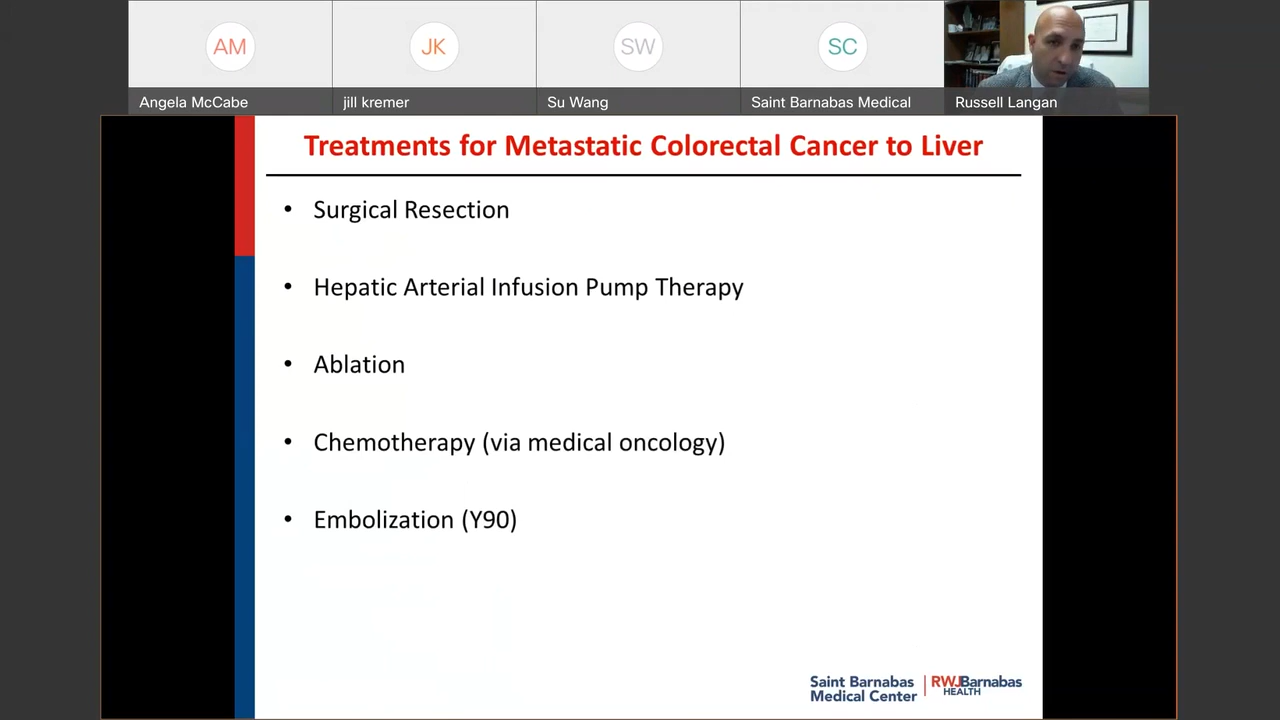 AM
JK
SW
SC
Angela McCabe
jill kremer
Su Wang
Saint Barnabas Medical
Russell Langan
Treatments for Metastatic Colorectal Cancer to Liver
• Surgical Resection
• Hepatic Arterial Infusion Pump Therapy
• Ablation
• Chemotherapy (via medical oncology)
• Embolization (Y90)
Saint Barnabas
Medical Center
RWJBarnabas
HEALTH